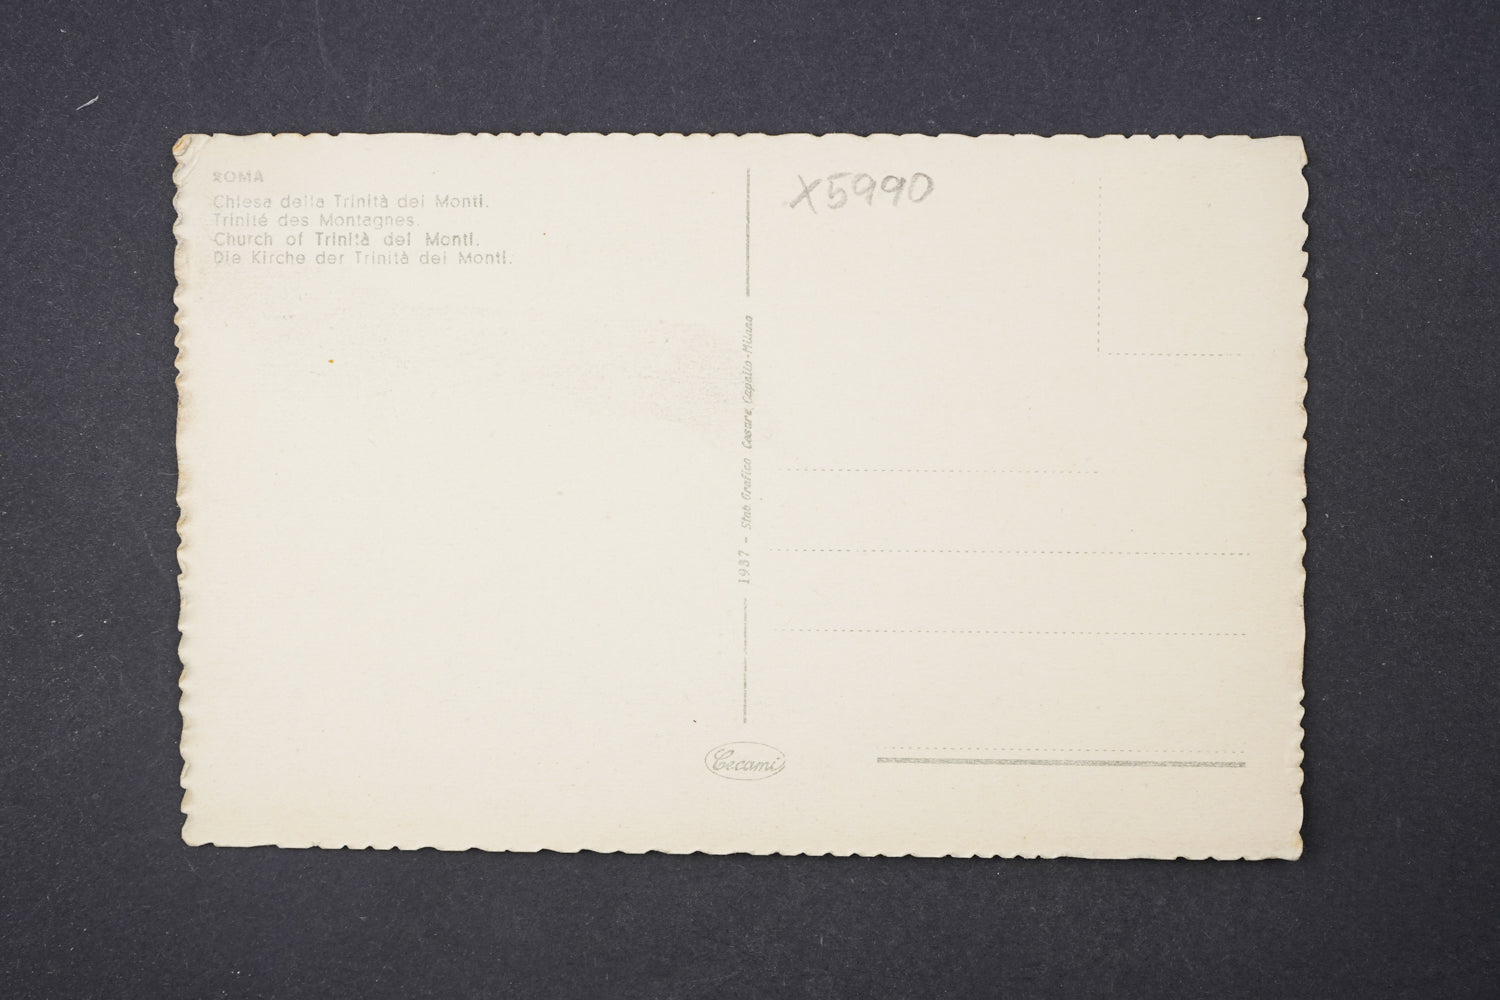 ROMA
Chiesa della Trinità dei Monti.
Trinité des Montagnes.
Church of Trinità dei Monti.
Die Kirche der Trinità dei Monti.
X5990
1937 - Stab Grafico Cesare Capello-Milano
Cecami